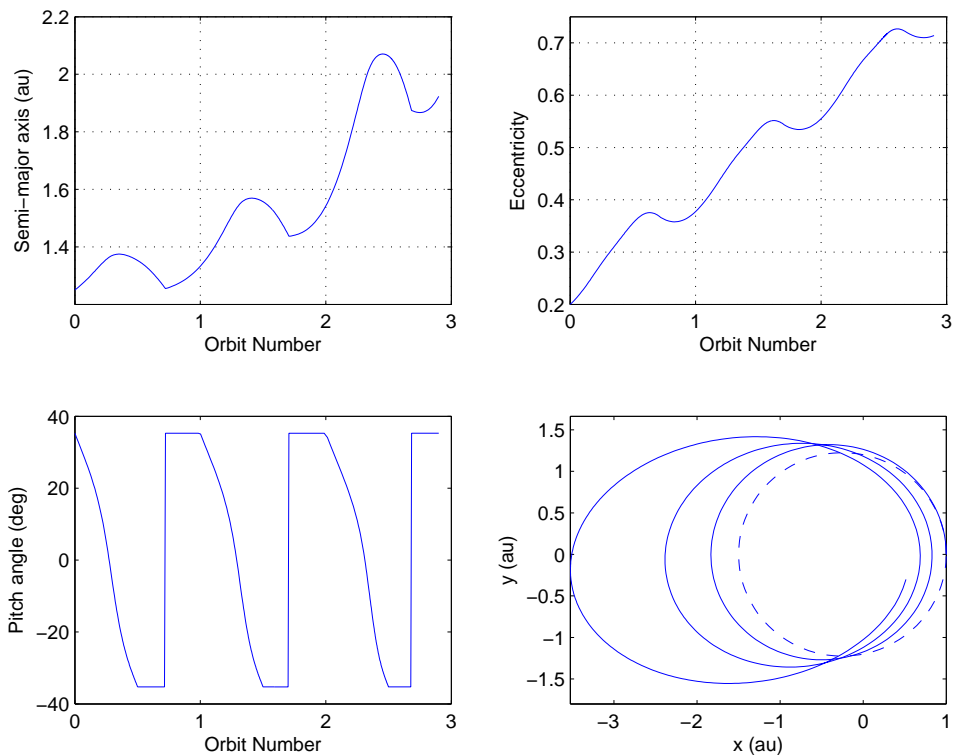 2.2
2
1.8
1.6
1.4
Semi−major axis (au)
0 1 2 3
Orbit Number
0.7
0.6
0.5
0.4
0.3
0.2
Eccentricity
0 1 2 3
Orbit Number
40
20
0
−20
−40
Pitch angle (deg)
0 1 2 3
Orbit Number
1.5
1
0.5
0
−0.5
−1
−1.5
y (au)
−3 −2 −1 0 1
x (au)